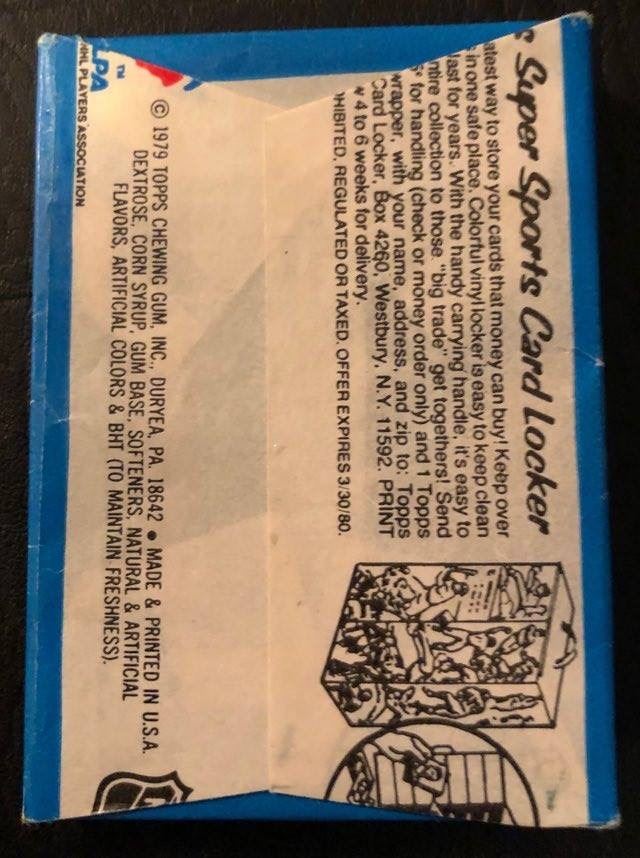 Super Sports Card Locker
atest way to store your cards that money can buy! Keep over
in one safe place. Colorful vinyl locker is easy to keep clean
last for years. With the handy carrying handle, it's easy to
ntire collection to those "big trade" get togethers! Send
for handling (check or money order only) and 1 Topps
wrapper, with your name, address, and zip to: Topps
Card Locker, Box 4260, Westbury, N.Y. 11592. PRINT
w 4 to 6 weeks for delivery.
OHIBITED, REGULATED OR TAXED. OFFER EXPIRES 3/30/80.
© 1979 TOPPS CHEWING GUM, INC., DURYEA, PA. 18642 • MADE & PRINTED IN U.S.A.
DEXTROSE, CORN SYRUP, GUM BASE, SOFTENERS, NATURAL & ARTIFICIAL
FLAVORS, ARTIFICIAL COLORS & BHT (TO MAINTAIN FRESHNESS).
TM
LPA
NHL PLAYERS ASSOCIATION